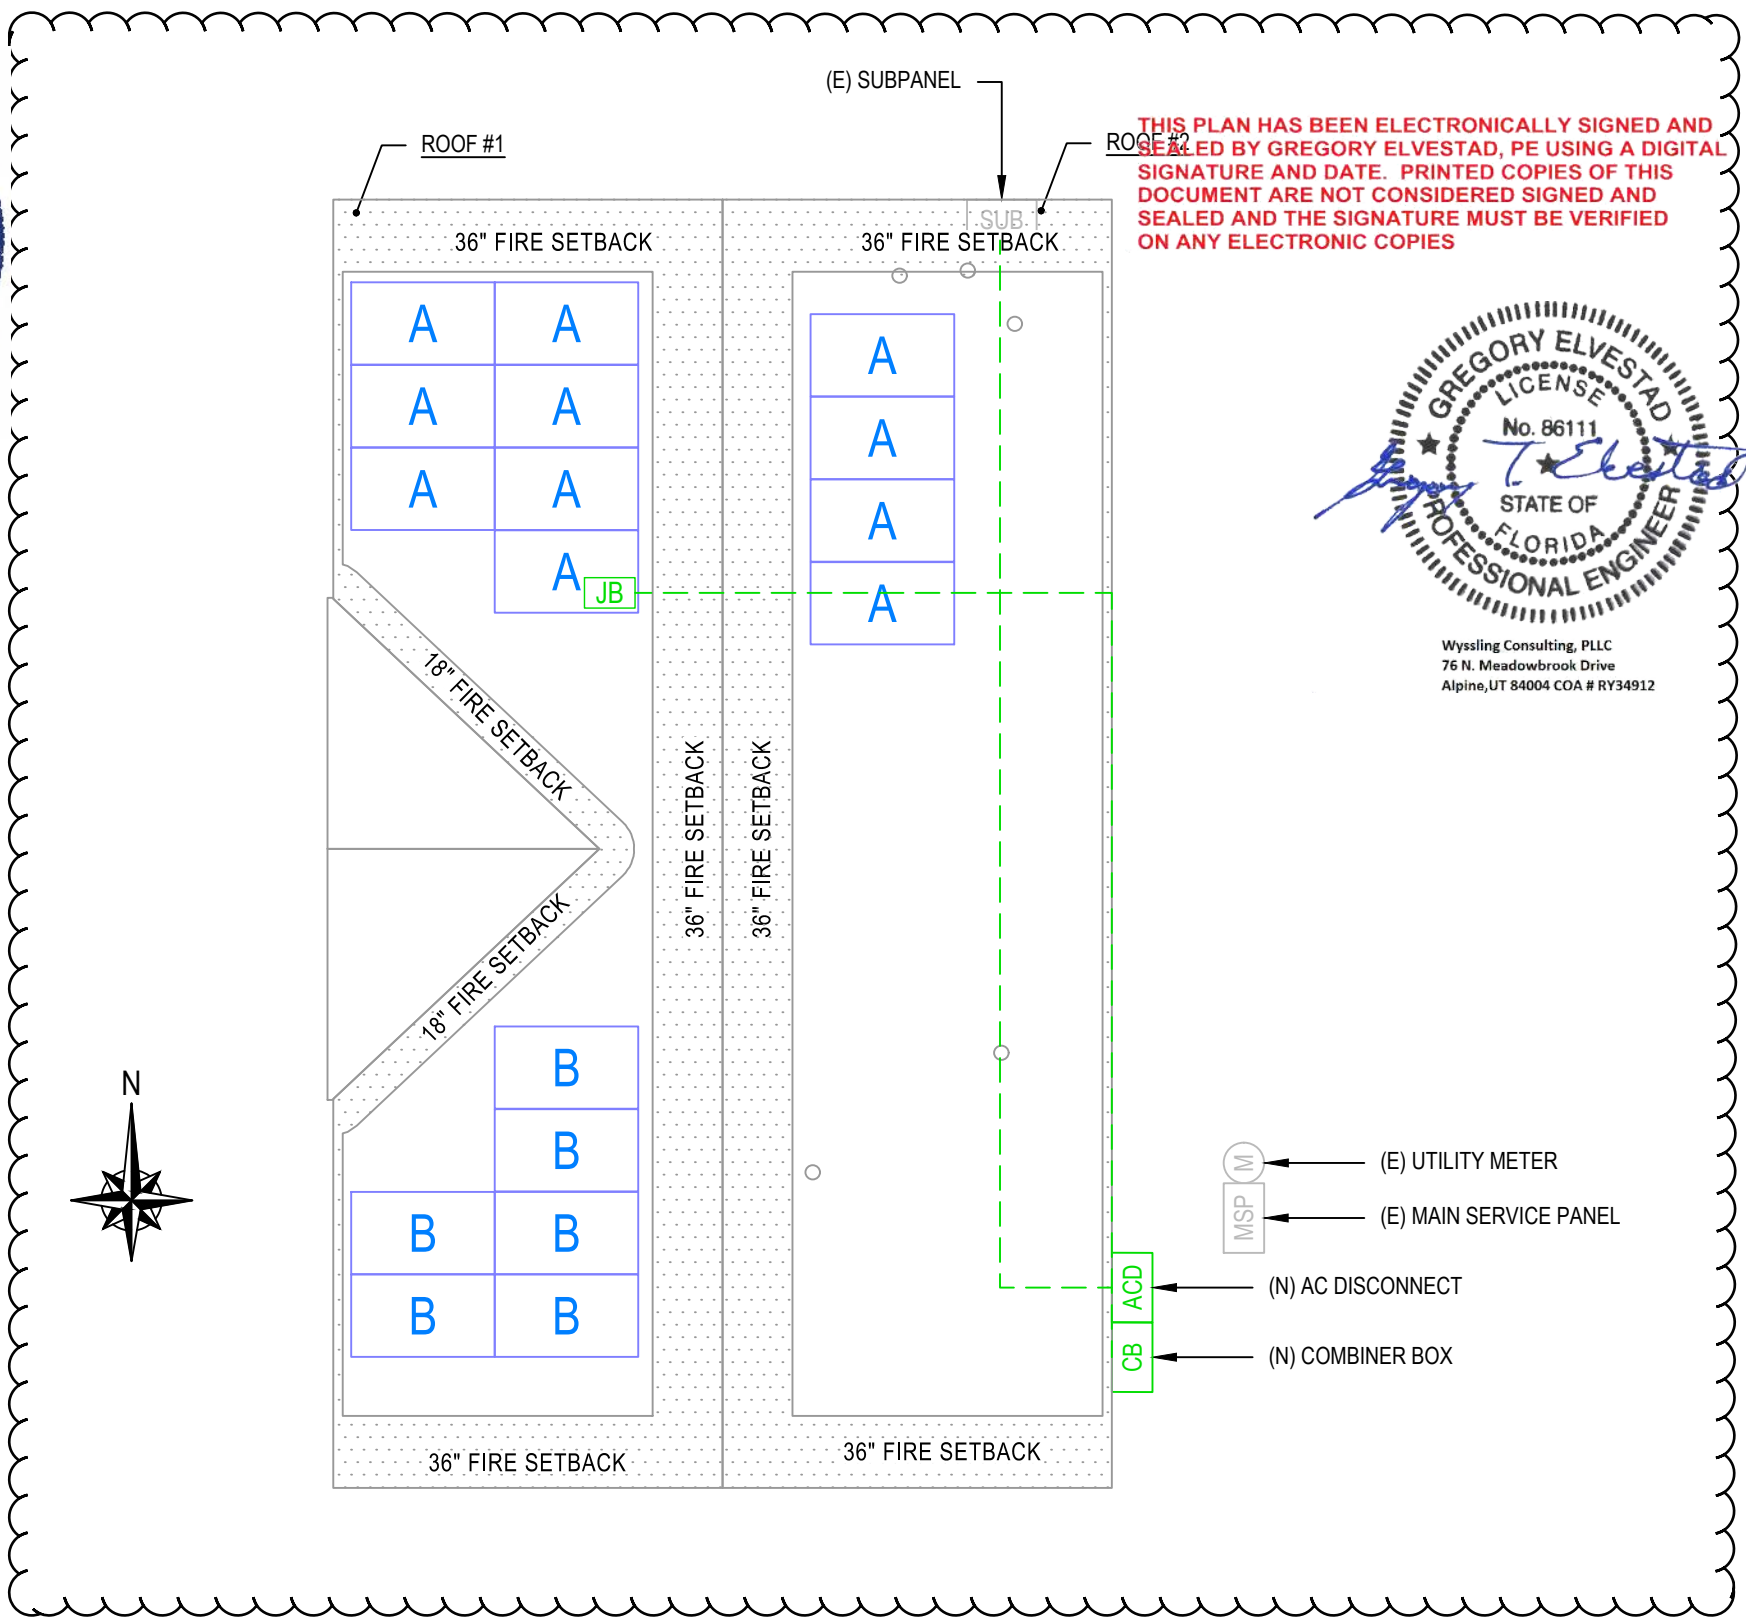 (E) SUBPANEL
ROOF #1
ROOF #2
THIS PLAN HAS BEEN ELECTRONICALLY SIGNED AND
SEALED BY GREGORY ELVESTAD, PE USING A DIGITAL
SIGNATURE AND DATE. PRINTED COPIES OF THIS
DOCUMENT ARE NOT CONSIDERED SIGNED AND
SEALED AND THE SIGNATURE MUST BE VERIFIED
ON ANY ELECTRONIC COPIES
SUB
36" FIRE SETBACK
36" FIRE SETBACK
A A
A A
A A
A
JB
A
A
A
A
GREGORY ELVESTAD
LICENSE
No. 86111
Gregory T. Elvestad
STATE OF
FLORIDA
PROFESSIONAL ENGINEER
Wyssling Consulting, PLLC
76 N. Meadowbrook Drive
Alpine,UT 84004 COA # RY34912
18" FIRE SETBACK
36" FIRE SETBACK
36" FIRE SETBACK
18" FIRE SETBACK
N
B
B
B B
B B
M
(E) UTILITY METER
MSP
(E) MAIN SERVICE PANEL
ACD
(N) AC DISCONNECT
CB
(N) COMBINER BOX
36" FIRE SETBACK
36" FIRE SETBACK